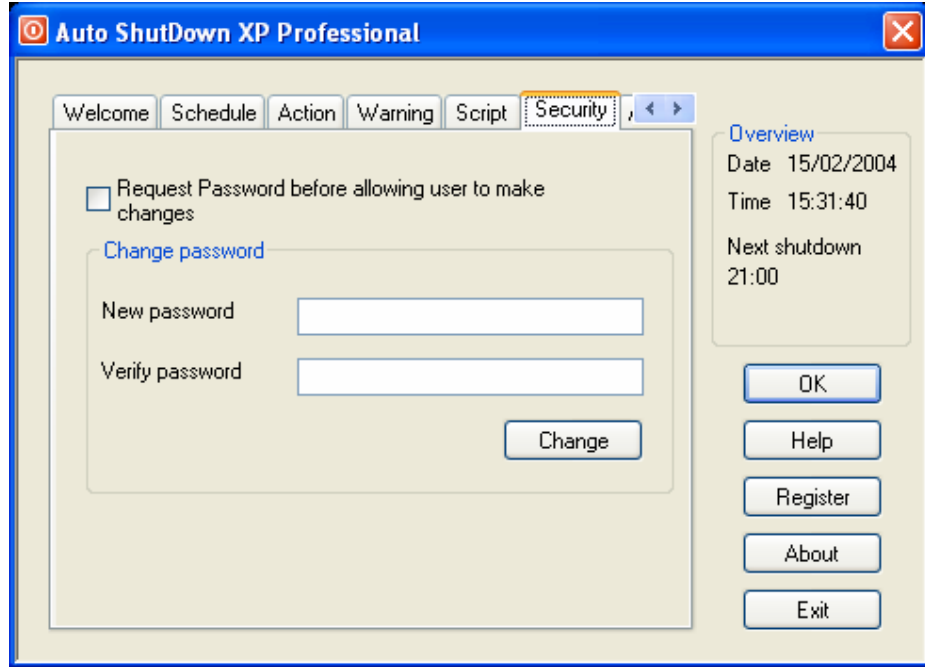 Auto ShutDown XP Professional
Welcome Schedule Action Warning Script Security
Request Password before allowing user to make
changes
Change password
New password
Verify password
Change
Overview
Date 15/02/2004
Time 15:31:40
Next shutdown
21:00
OK
Help
Register
About
Exit